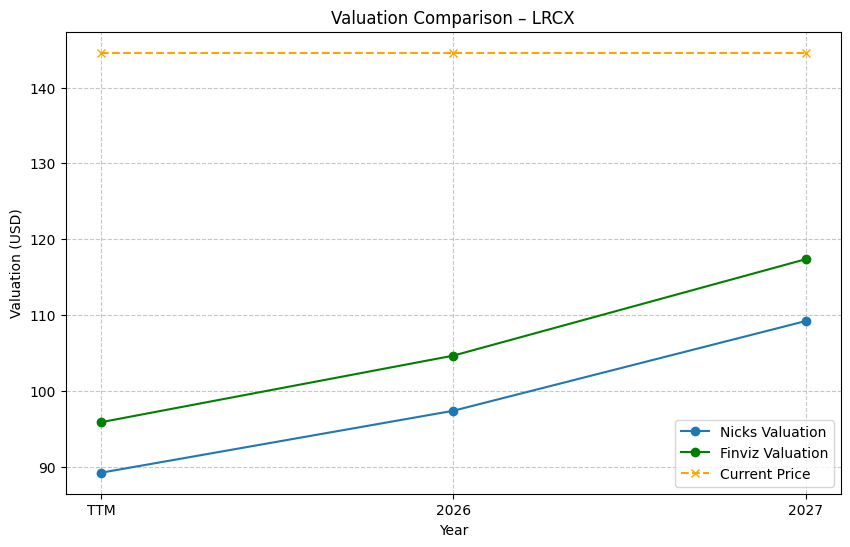 Valuation Comparison – LRCX
Valuation (USD)
140
130
120
110
100
90
TTM
2026
2027
Year
Nicks Valuation
Finviz Valuation
Current Price